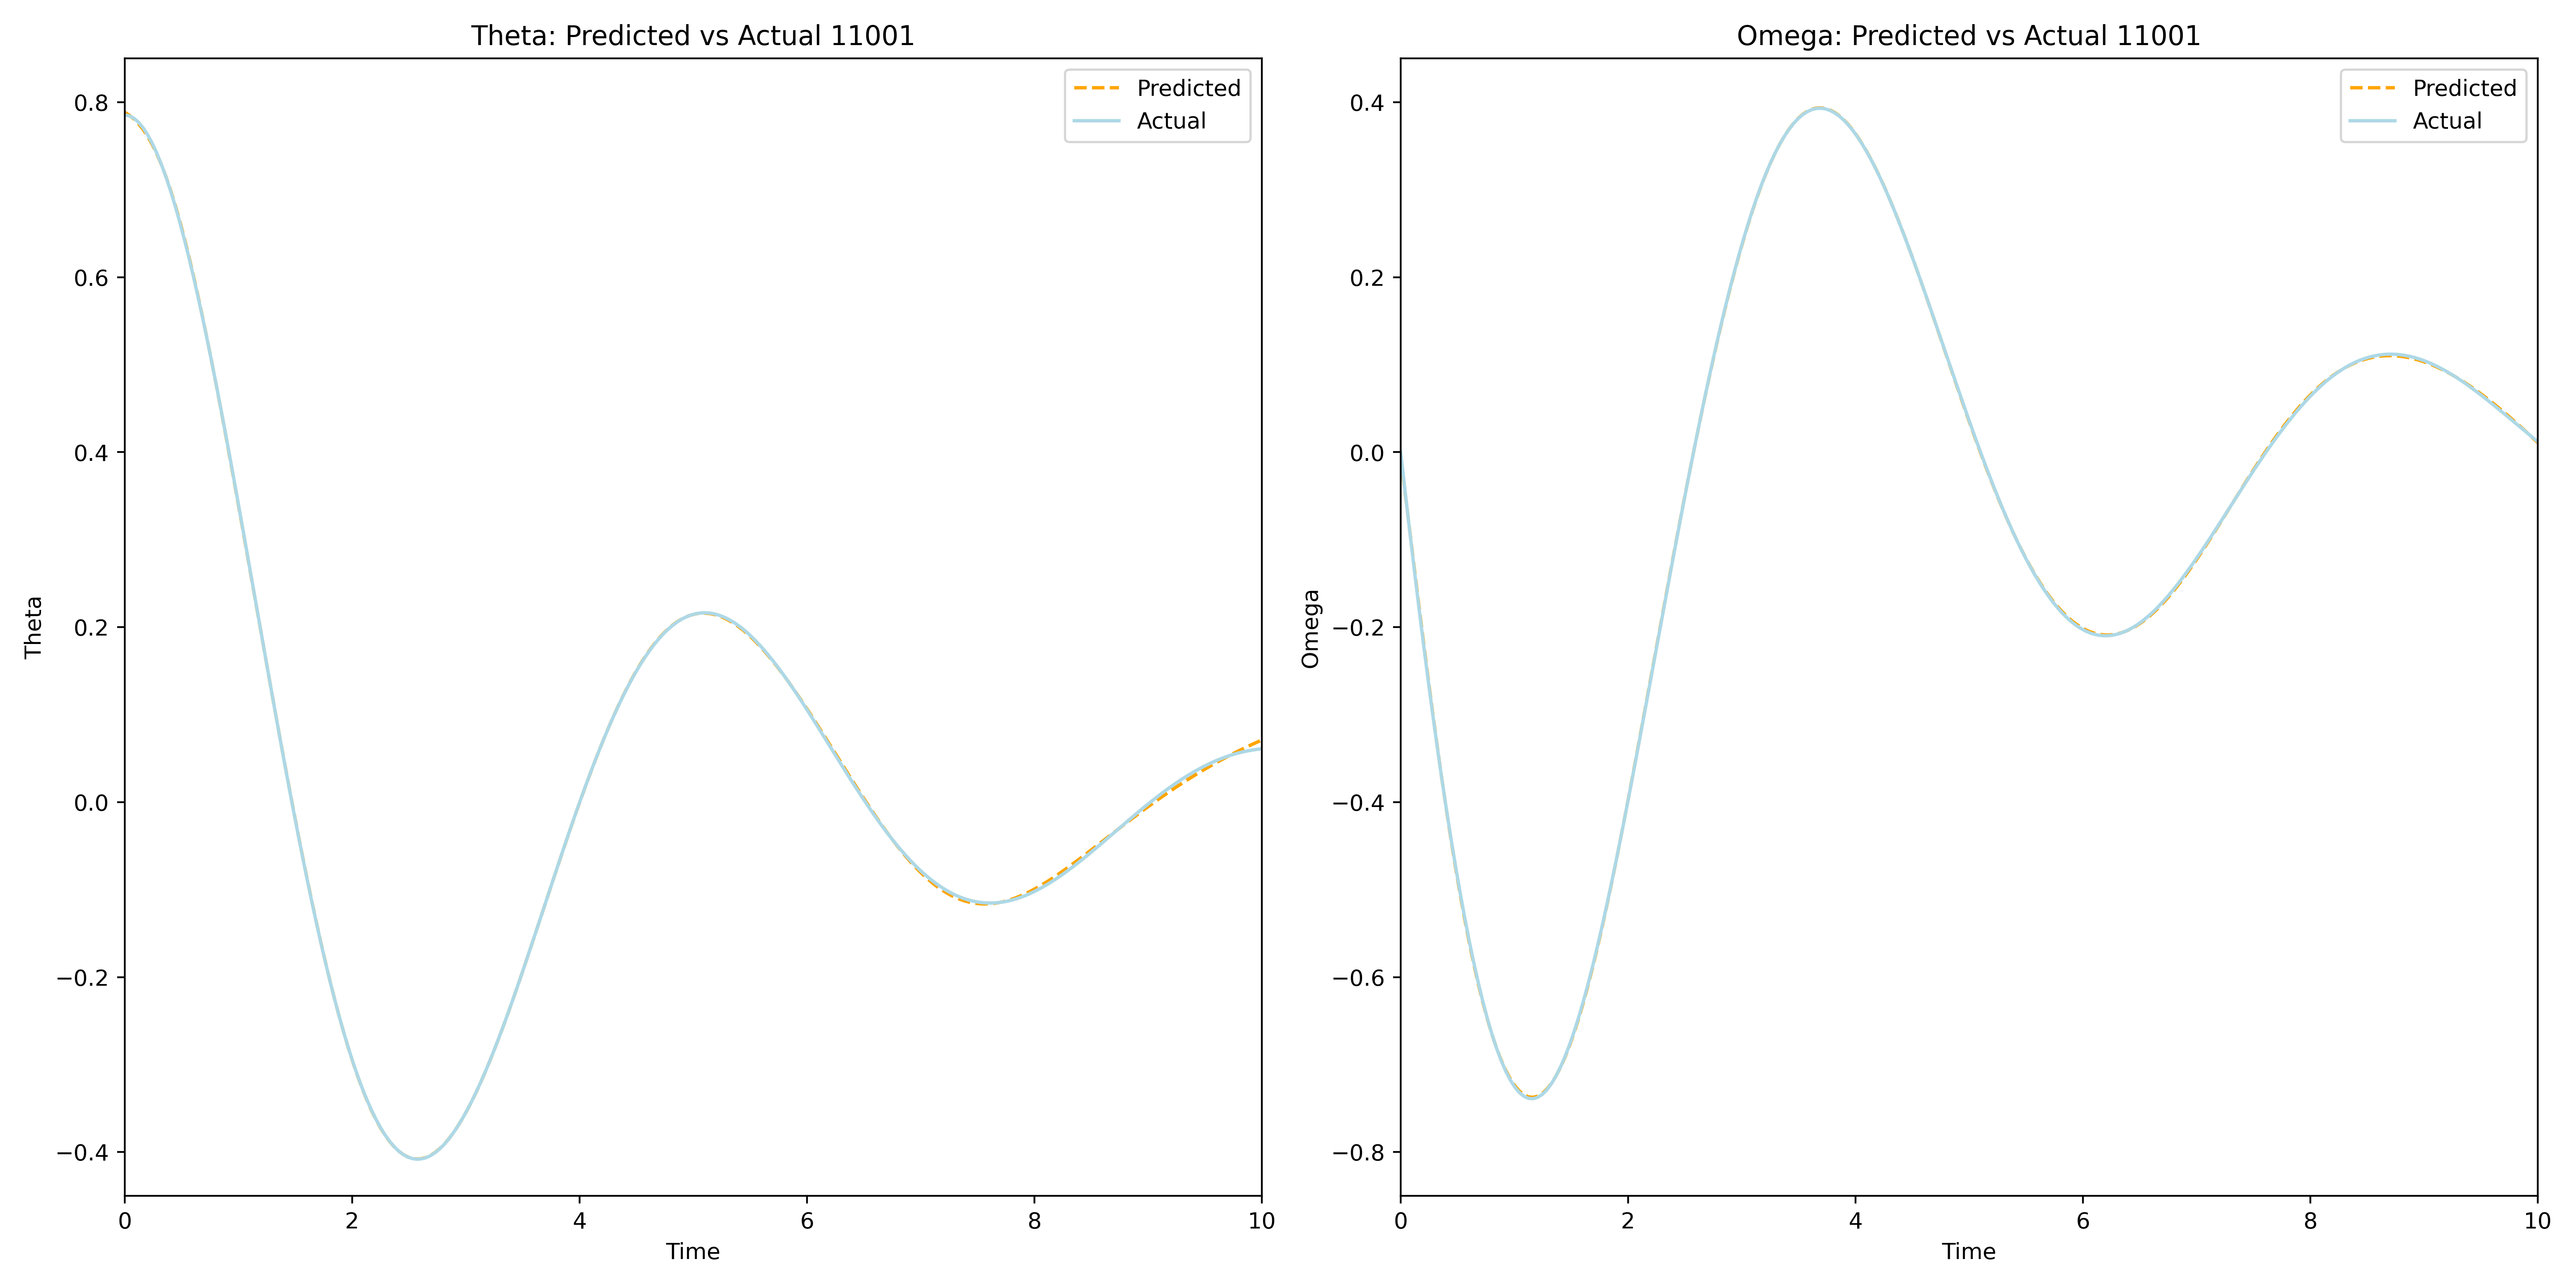 Theta: Predicted vs Actual 11001
Predicted
Actual
0.8
0.6
0.4
0.2
0.0
−0.2
−0.4
Theta
0 2 4 6 8 10
Time
Omega: Predicted vs Actual 11001
Predicted
Actual
0.4
0.2
0.0
−0.2
−0.4
−0.6
−0.8
Omega
0 2 4 6 8 10
Time